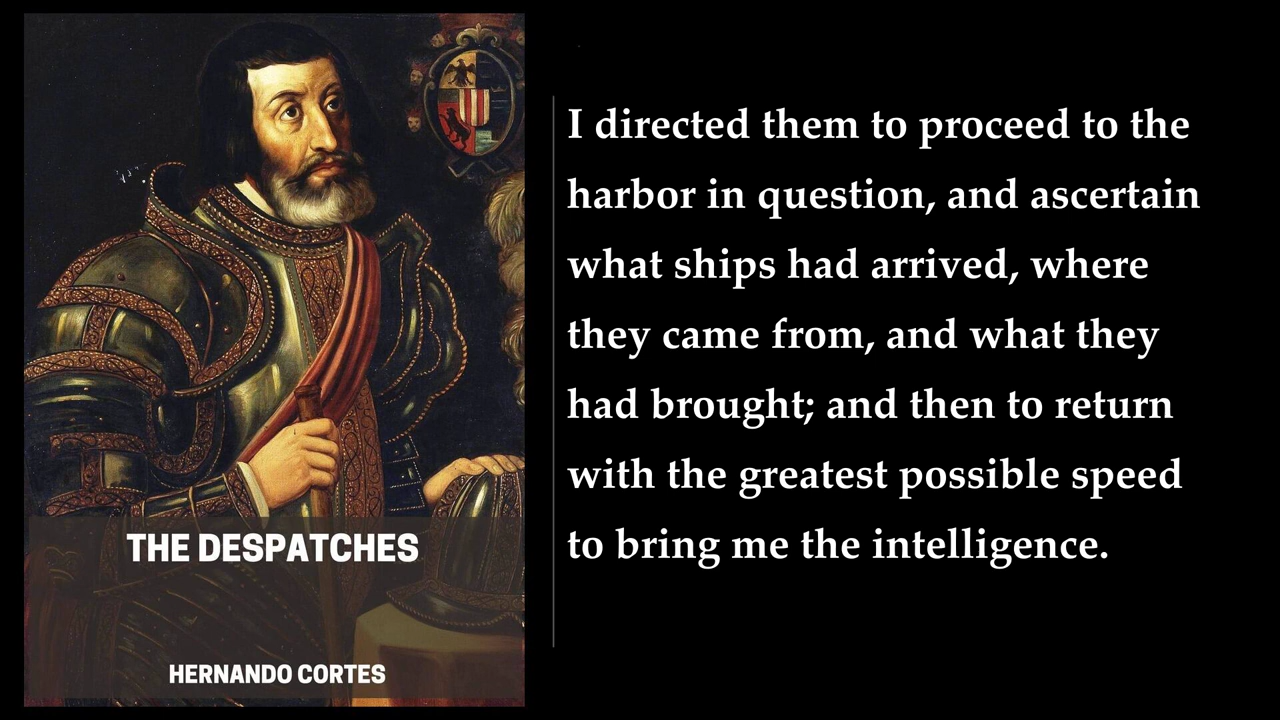 THE DESPATCHES
HERNANDO CORTES
I directed them to proceed to the
harbor in question, and ascertain
what ships had arrived, where
they came from, and what they
had brought; and then to return
with the greatest possible speed
to bring me the intelligence.